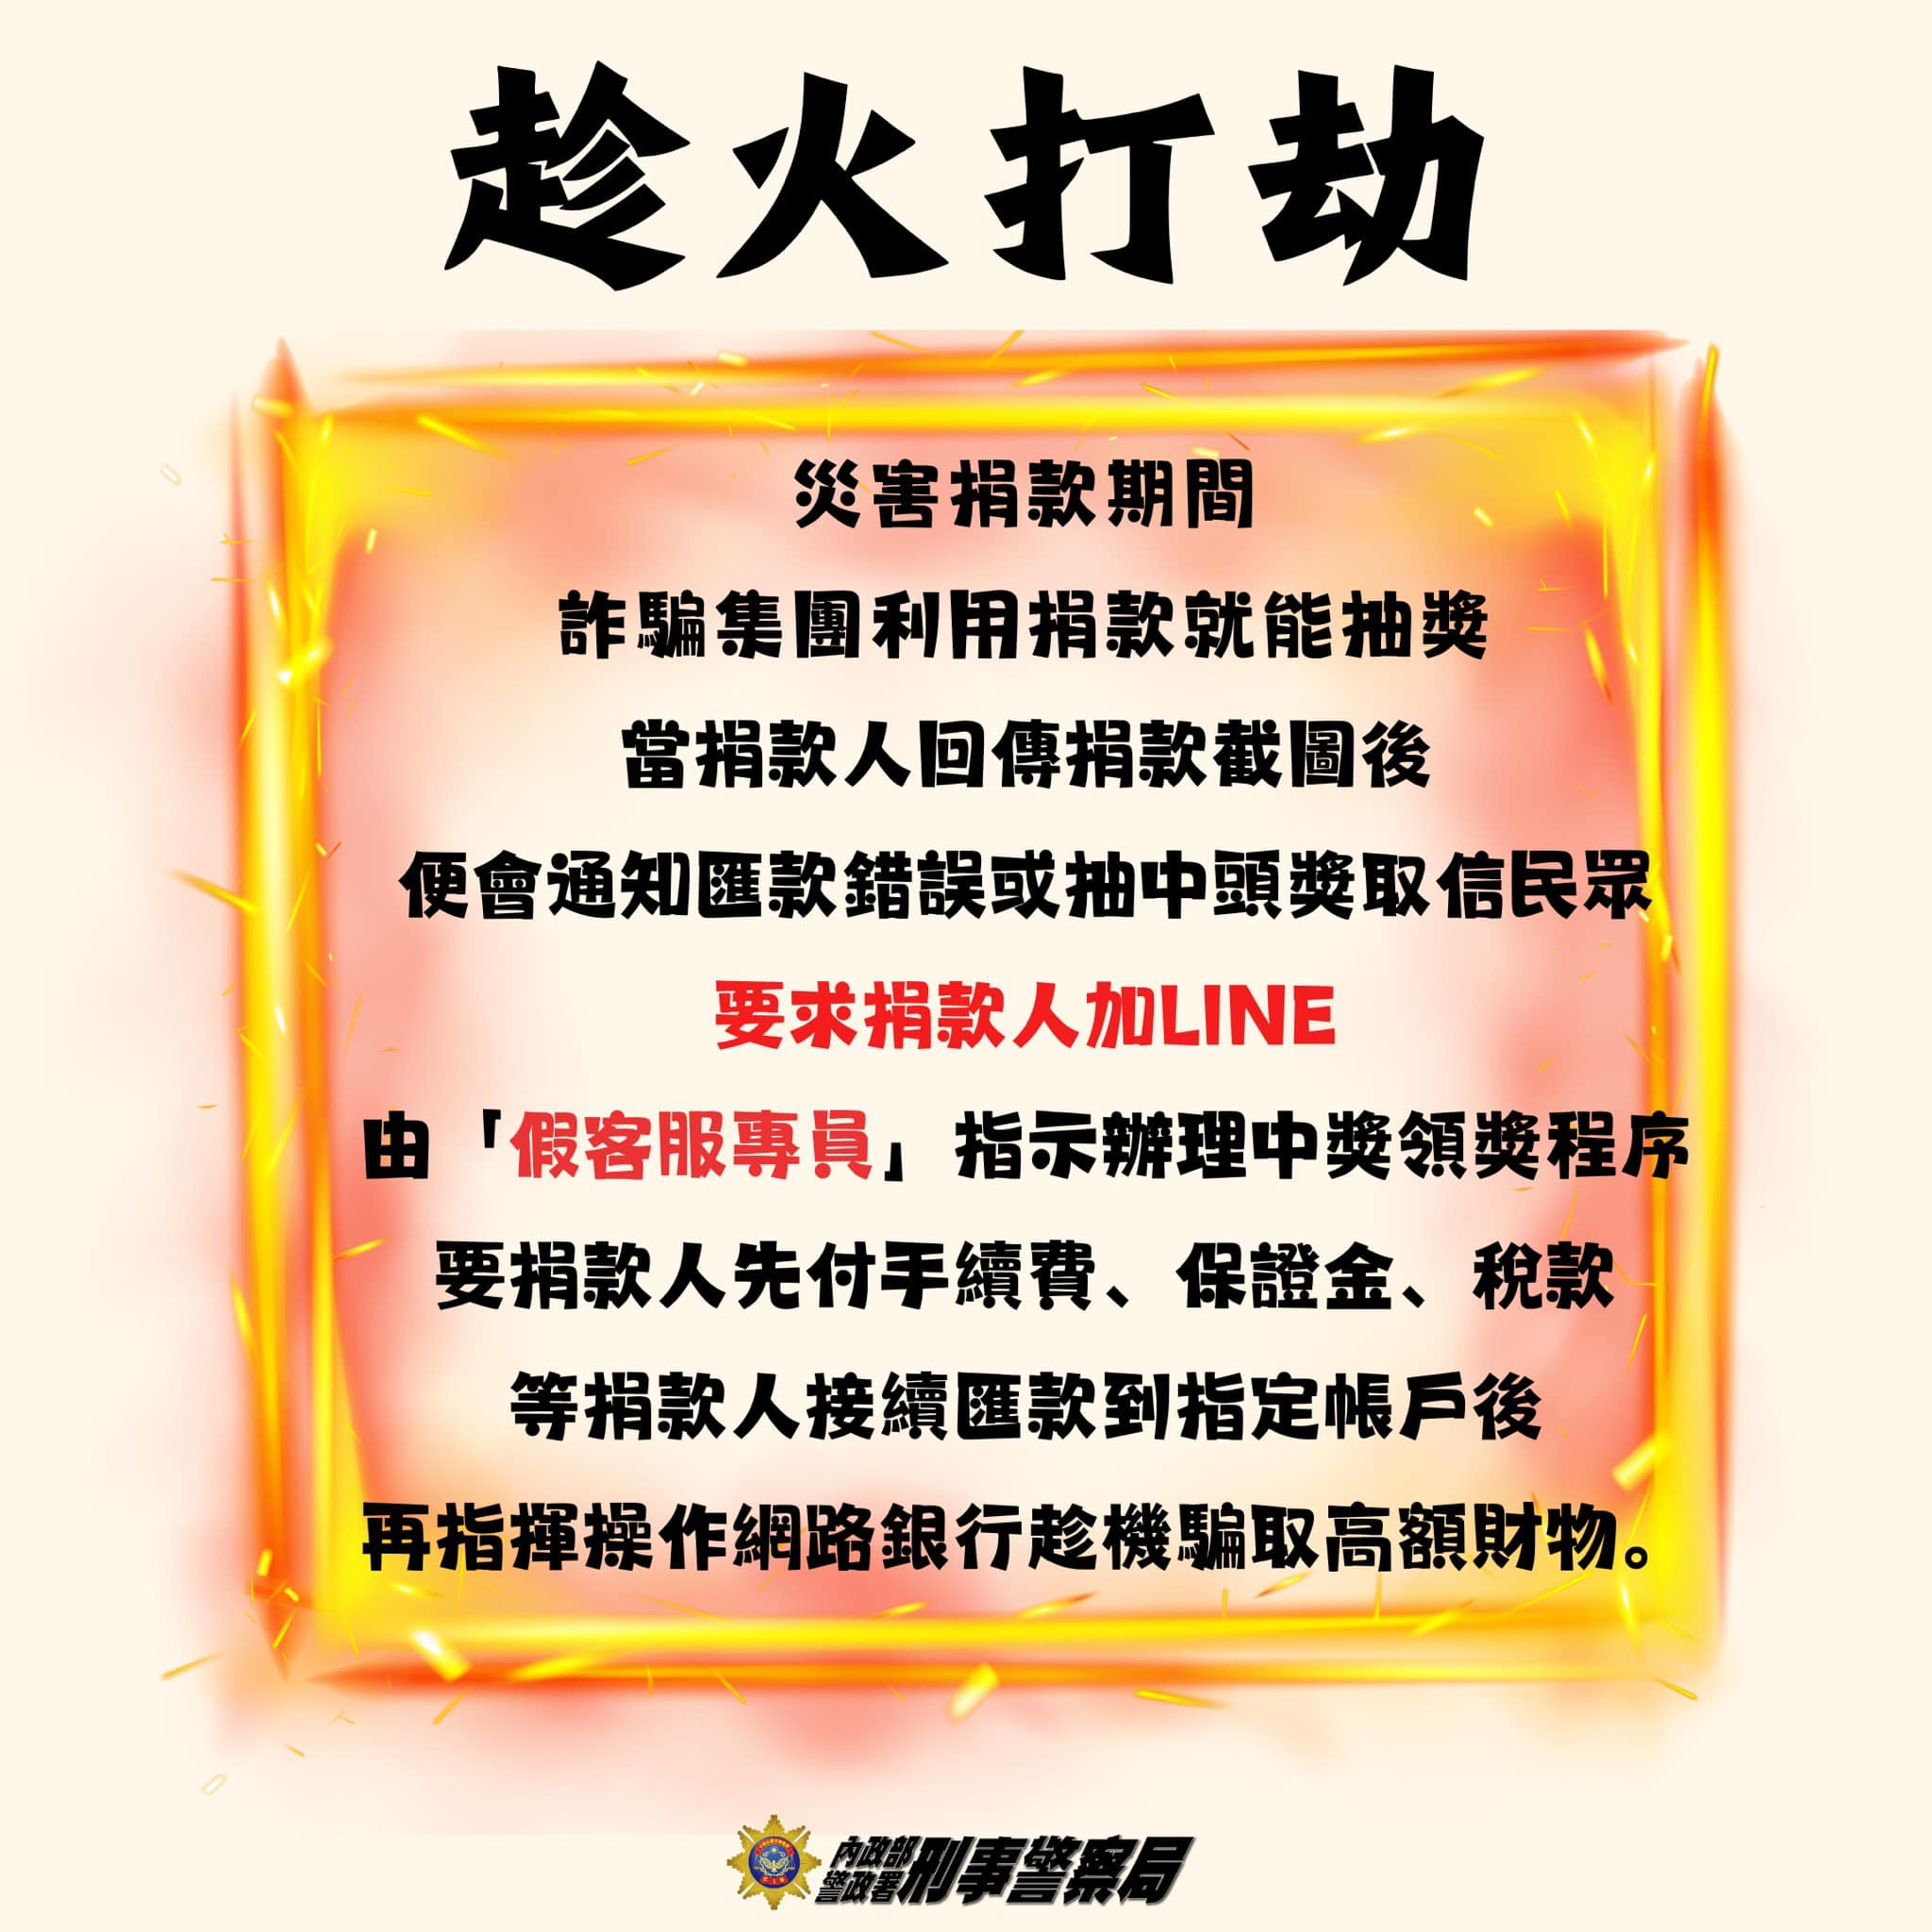 趁火打劫
災害捐款期間
詐騙集團利用捐款就能抽獎
當捐款人回傳捐款截圖後
便會通知匯款錯誤或抽中頭獎取信民眾
要求捐款人加LINE
由「假客服專員」指示辦理中獎領獎程序
要捐款人先付手續費、保證金、稅款
等捐款人接續匯款到指定帳戶後
再指揮操作網路銀行趁機騙取高額財物。
內政部
警政署
刑事警察局